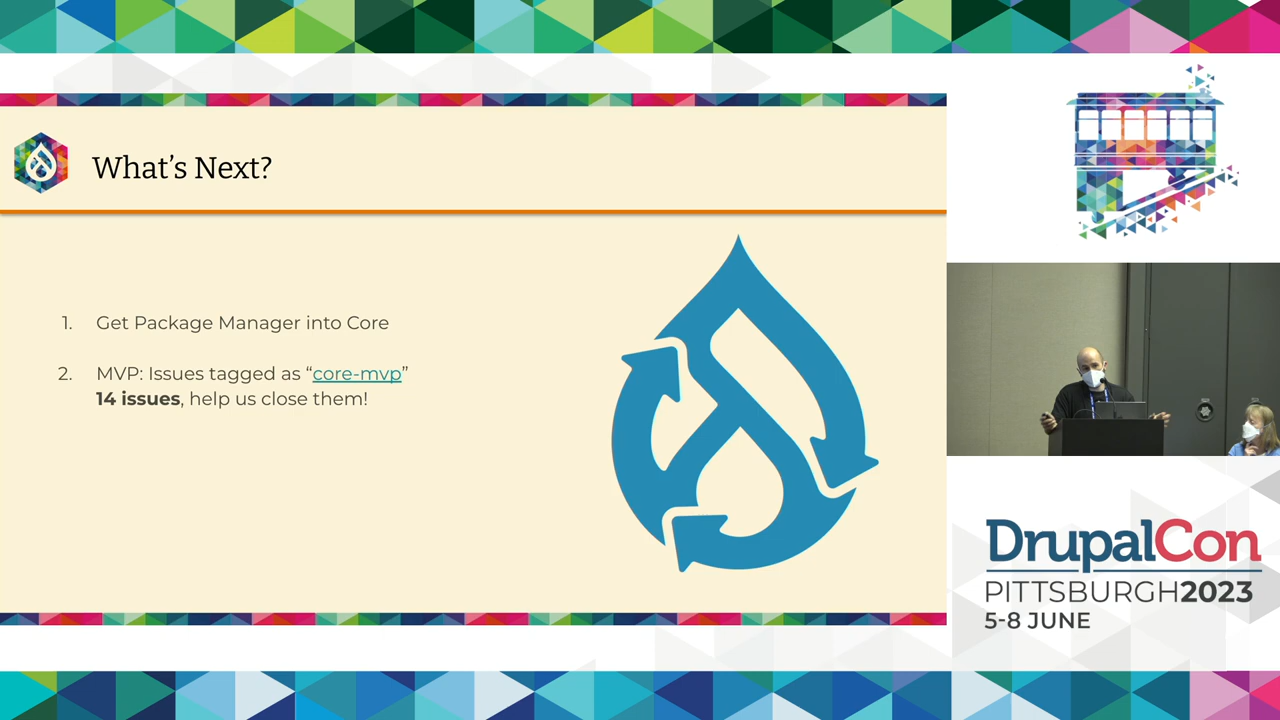 What's Next?
1. Get Package Manager into Core
2. MVP: Issues tagged as “core-mvp”
14 issues, help us close them!
DrupalCon
PITTSBURGH2023
5-8 JUNE